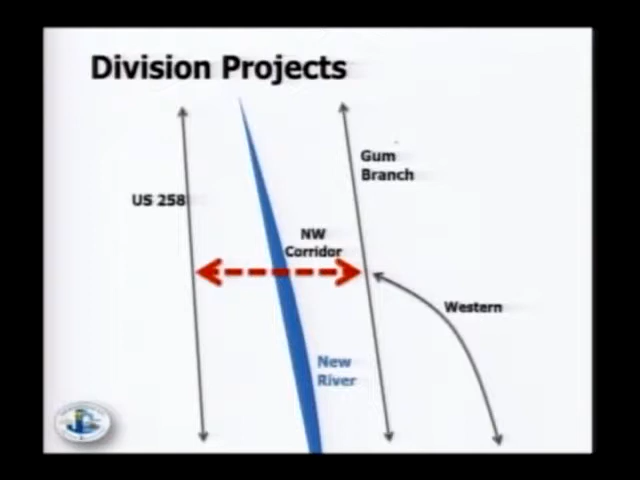 Division Projects
Gum
Branch
US 258
NW
Corridor
Western
New
River